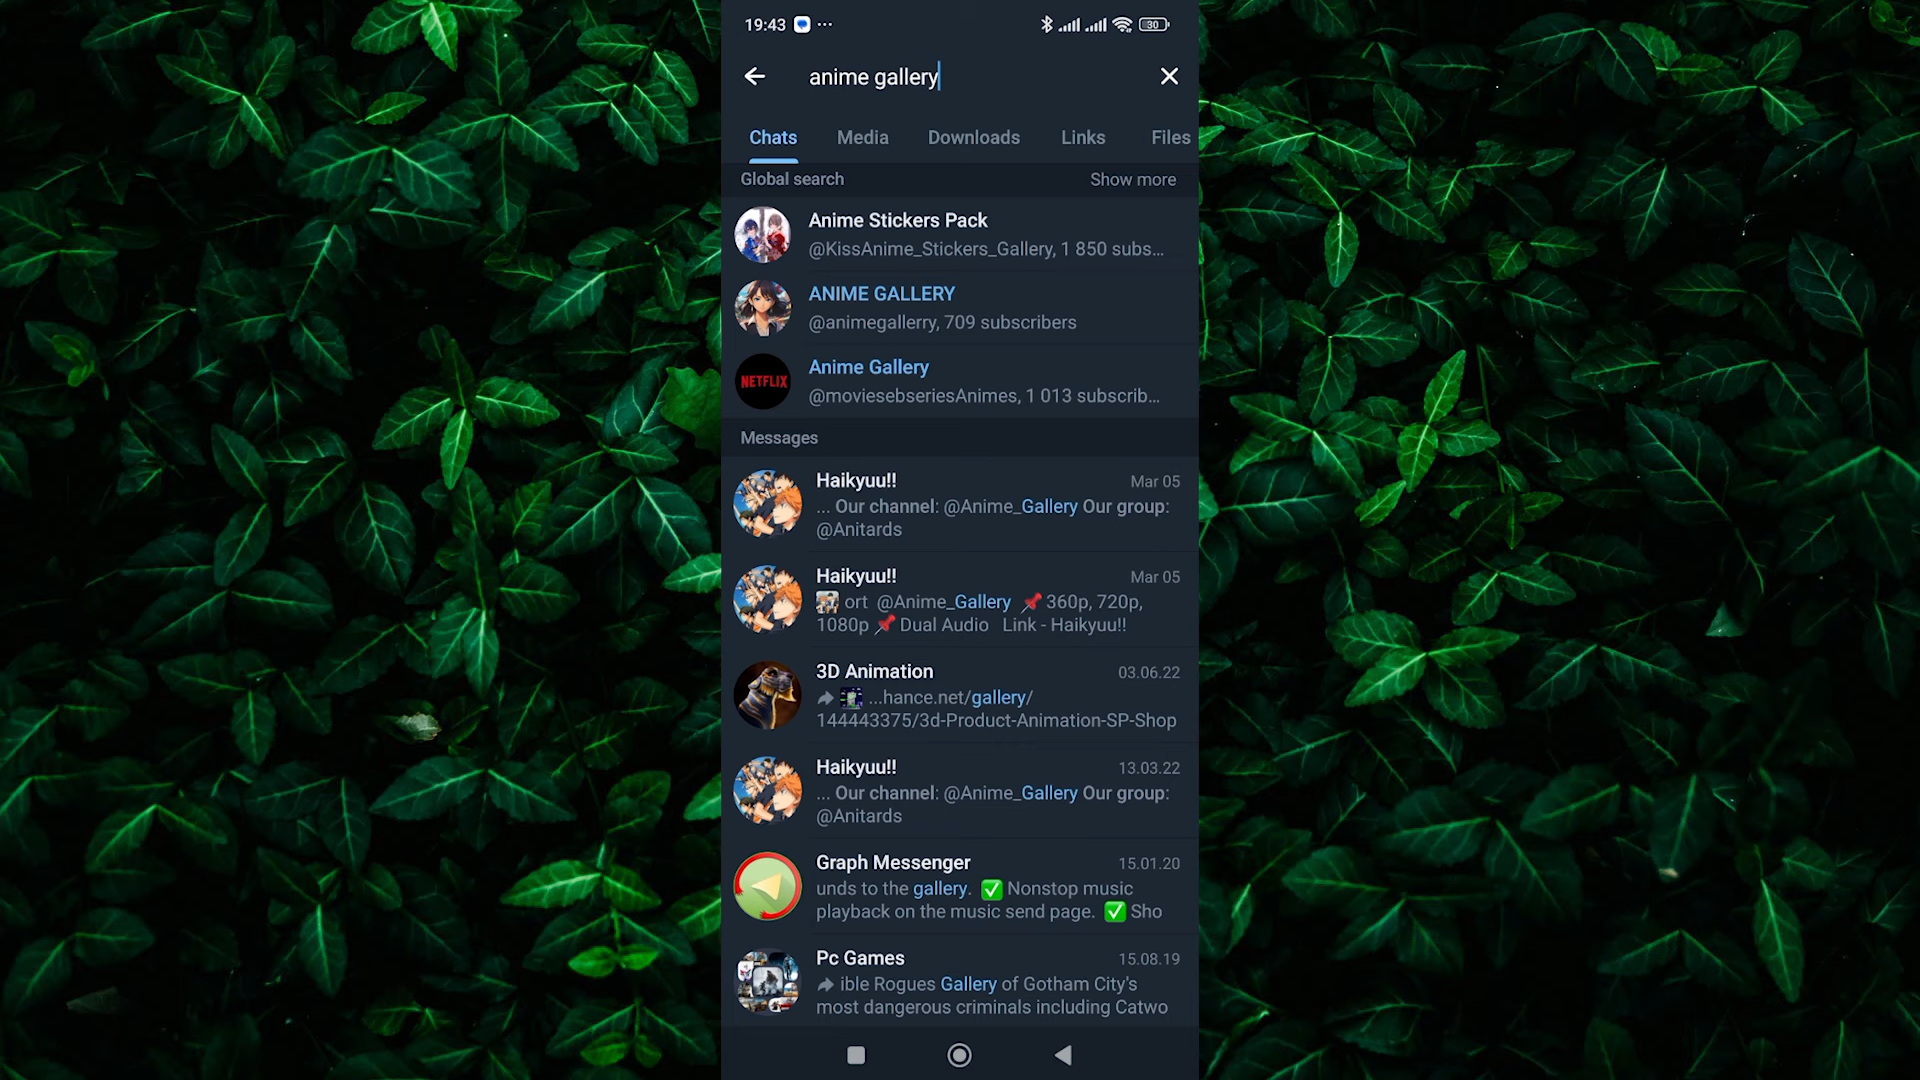 19:43 ... 30
anime gallery
Chats Media Downloads Links Files
Global search Show more
Anime Stickers Pack
@KissAnime_Stickers_Gallery, 1 850 subs...
ANIME GALLERY
@animegallerry, 709 subscribers
NETFLIX
Anime Gallery
@moviesebseriesAnimes, 1 013 subscrib...
Messages
Haikyuu!! Mar 05
... Our channel: @Anime_Gallery Our group:
@Anitards
Haikyuu!! Mar 05
ort @Anime_Gallery 📌 360p, 720p,
1080p 📌 Dual Audio Link - Haikyuu!!
3D Animation 03.06.22
...hance.net/gallery/
144443375/3d-Product-Animation-SP-Shop
Haikyuu!! 13.03.22
... Our channel: @Anime_Gallery Our group:
@Anitards
Graph Messenger 15.01.20
unds to the gallery. ✅ Nonstop music
playback on the music send page. ✅ Sho
Pc Games 15.08.19
ible Rogues Gallery of Gotham City's
most dangerous criminals including Catwo